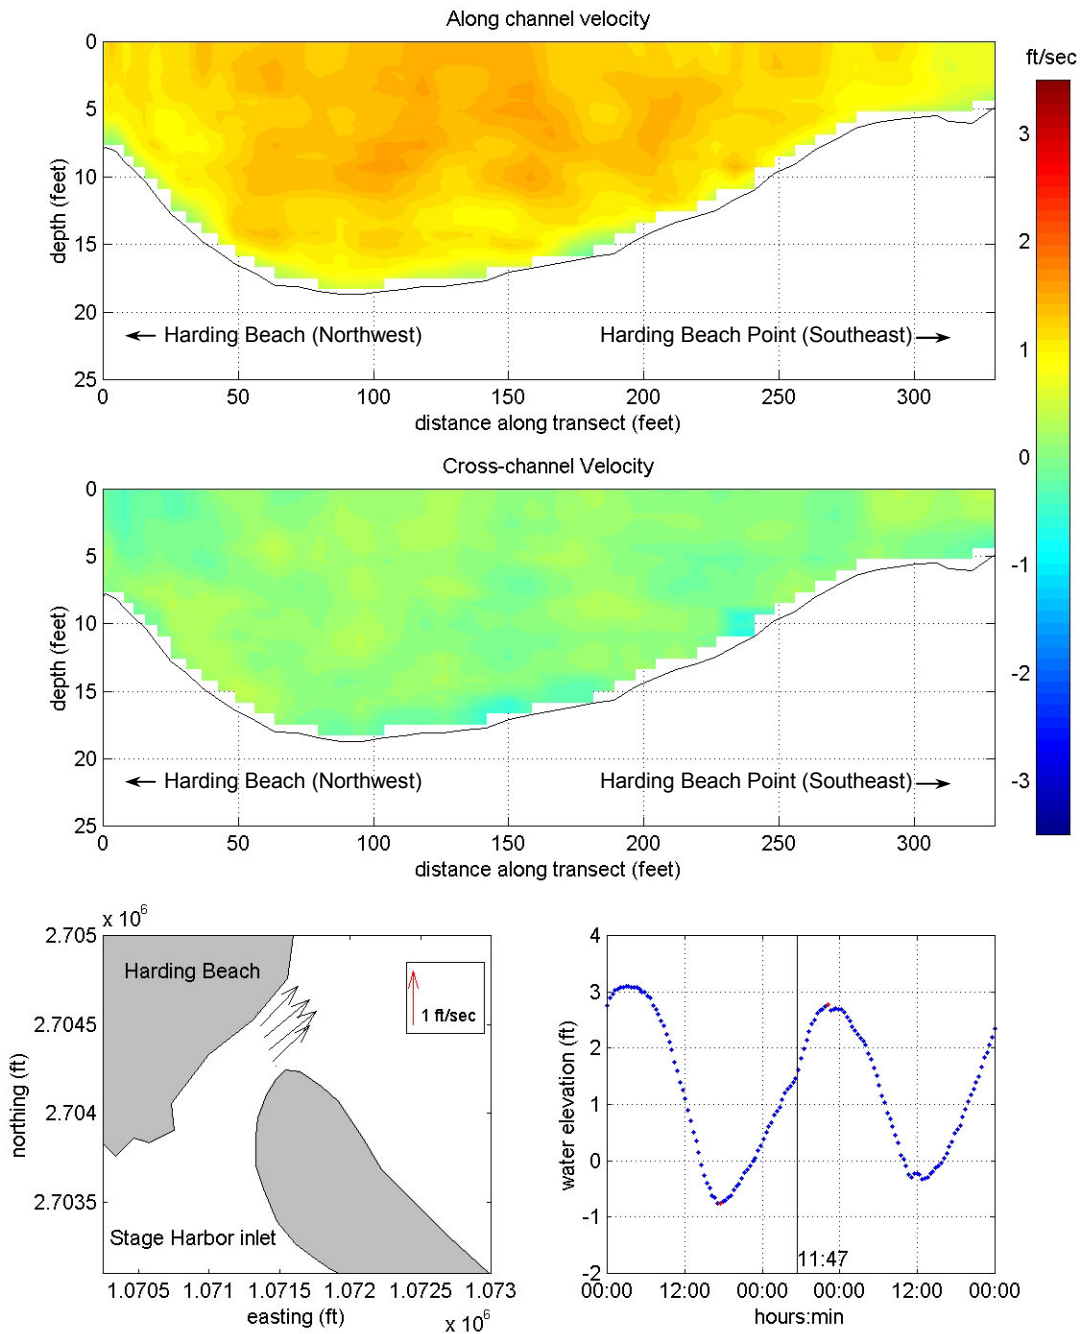 Along channel velocity
ft/sec
0
5
10
15
20
25
depth (feet)
← Harding Beach (Northwest)
Harding Beach Point (Southeast) →
0 50 100 150 200 250 300
distance along transect (feet)
3
2
1
0
-1
-2
-3
Cross-channel Velocity
0
5
10
15
20
25
depth (feet)
← Harding Beach (Northwest)
Harding Beach Point (Southeast) →
0 50 100 150 200 250 300
distance along transect (feet)
x 10^6
2.705
2.7045
2.704
2.7035
northing (ft)
Harding Beach
1 ft/sec
Stage Harbor inlet
1.0705 1.071 1.0715 1.072 1.0725 1.073
easting (ft)
x 10^6
4
3
2
1
0
-1
-2
water elevation (ft)
11:47
00:00 12:00 00:00 12:00 00:00 12:00 00:00
hours:min